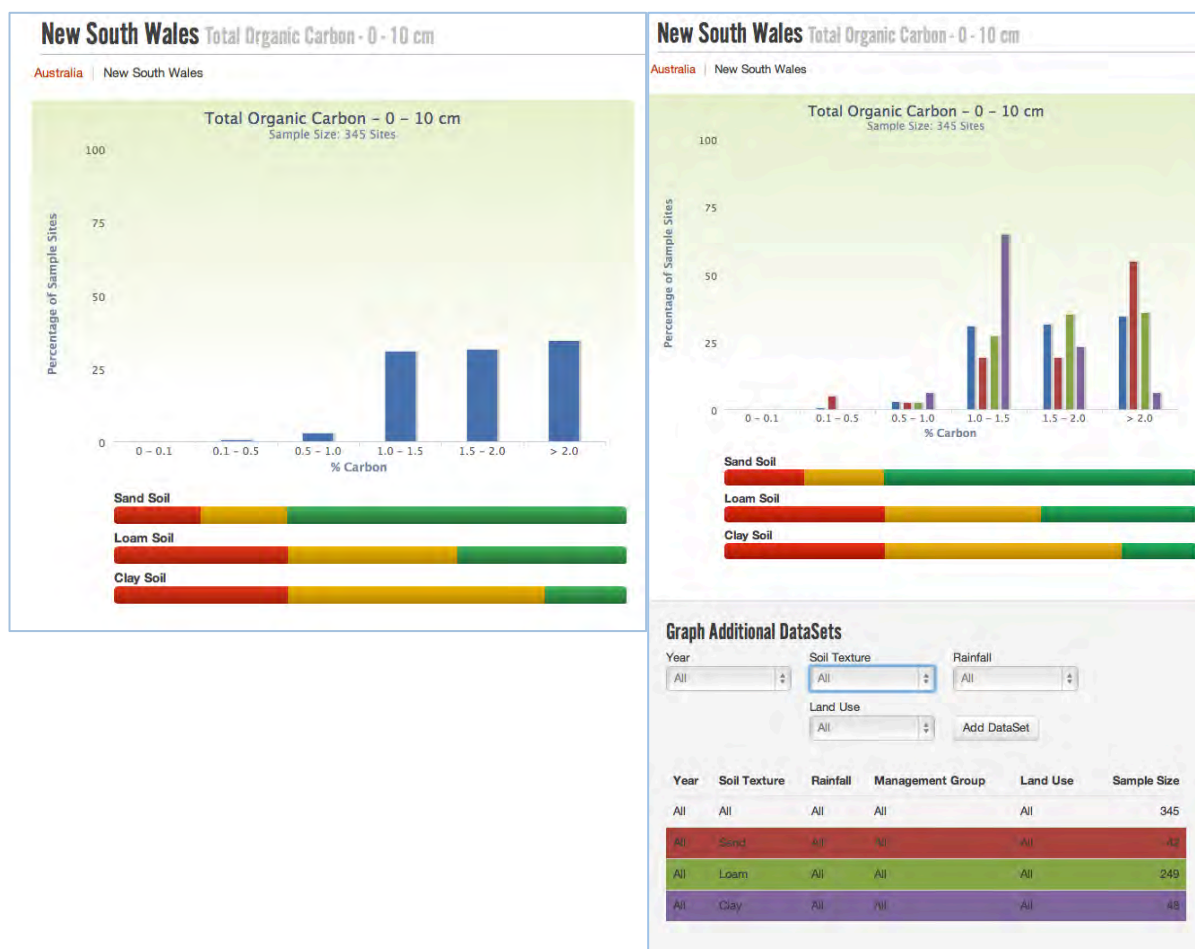 New South Wales Total Organic Carbon - 0 - 10 cm
Australia | New South Wales
Total Organic Carbon – 0 – 10 cm
Sample Size: 345 Sites
100
75
50
25
0
Percentage of Sample Sites
0 – 0.1 0.1 – 0.5 0.5 – 1.0 1.0 – 1.5 1.5 – 2.0 > 2.0
% Carbon
Sand Soil
Loam Soil
Clay Soil
New South Wales Total Organic Carbon - 0 - 10 cm
Australia | New South Wales
Total Organic Carbon – 0 – 10 cm
Sample Size: 345 Sites
100
75
50
25
0
Percentage of Sample Sites
0 – 0.1 0.1 – 0.5 0.5 – 1.0 1.0 – 1.5 1.5 – 2.0 > 2.0
% Carbon
Sand Soil
Loam Soil
Clay Soil
Graph Additional DataSets
Year Soil Texture Rainfall
All All All
Land Use
All Add DataSet
Year Soil Texture Rainfall Management Group Land Use Sample Size
All All All All All 345
All Sand All All All 42
All Loam All All All 249
All Clay All All All 48